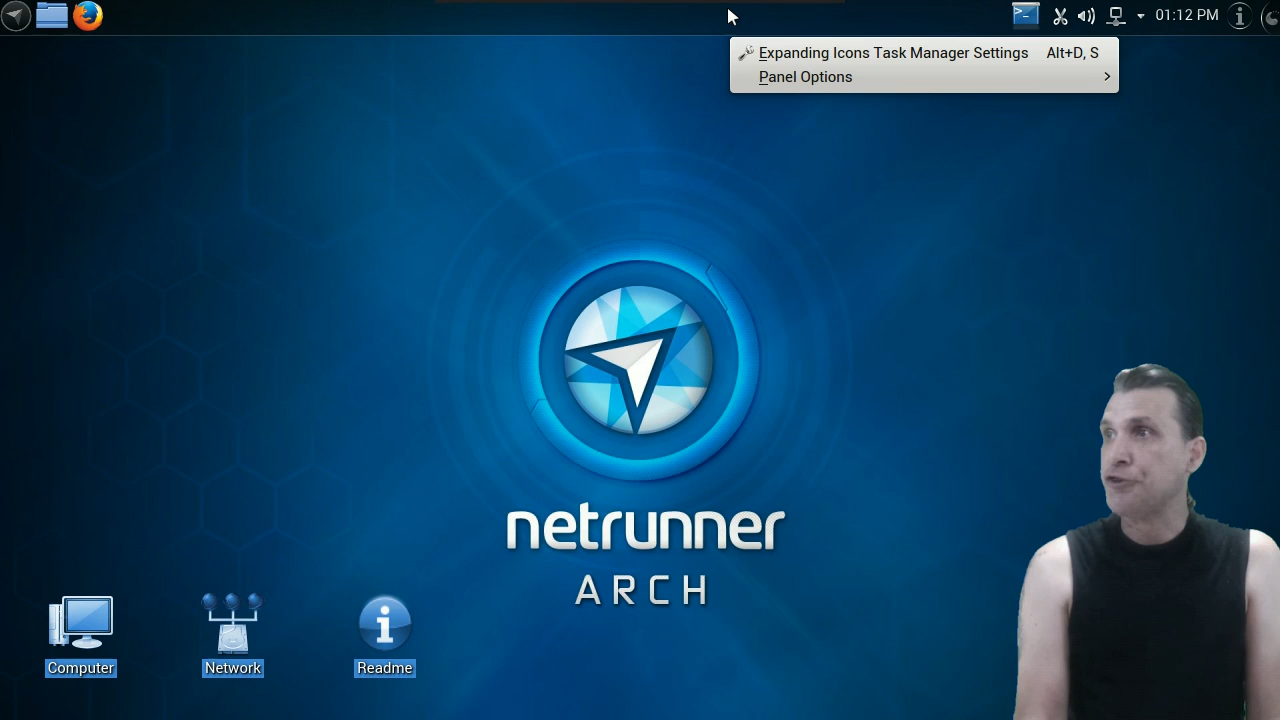 01:12 PM
Expanding Icons Task Manager Settings Alt+D, S
Panel Options
netrunner
ARCH
Computer
Network
Readme